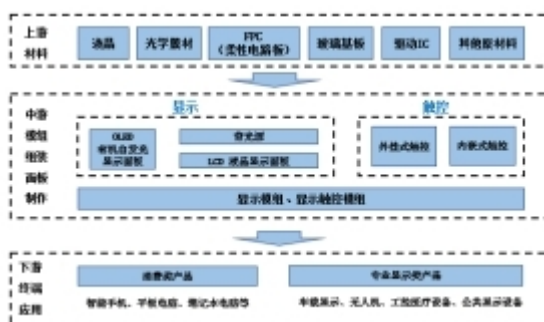 上游
材料
液晶
光学膜材
FPC
(柔性电路板)
玻璃基板
驱动IC
其他原材料
中游
模组
组装
面板
制作
显示
OLED
有机自发光
显示面板
背光源
LCD 液晶显示面板
触控
外挂式触控
内嵌式触控
显示模组、显示触控模组
下游
终端
应用
消费类产品
智能手机、平板电脑、笔记本电脑等
专业显示类产品
车载显示、无人机、工控医疗设备、公共显示设备